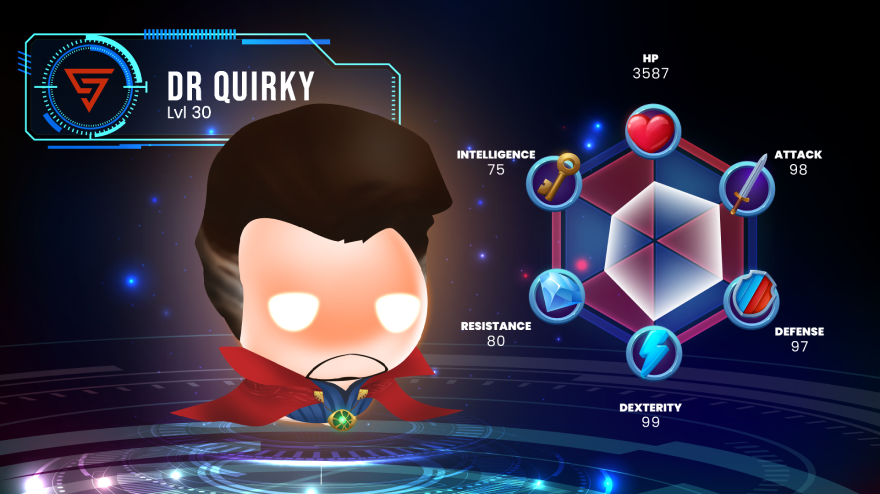 DR QUIRKY
Lvl 30
HP
3587
INTELLIGENCE
75
ATTACK
98
RESISTANCE
80
DEFENSE
97
DEXTERITY
99